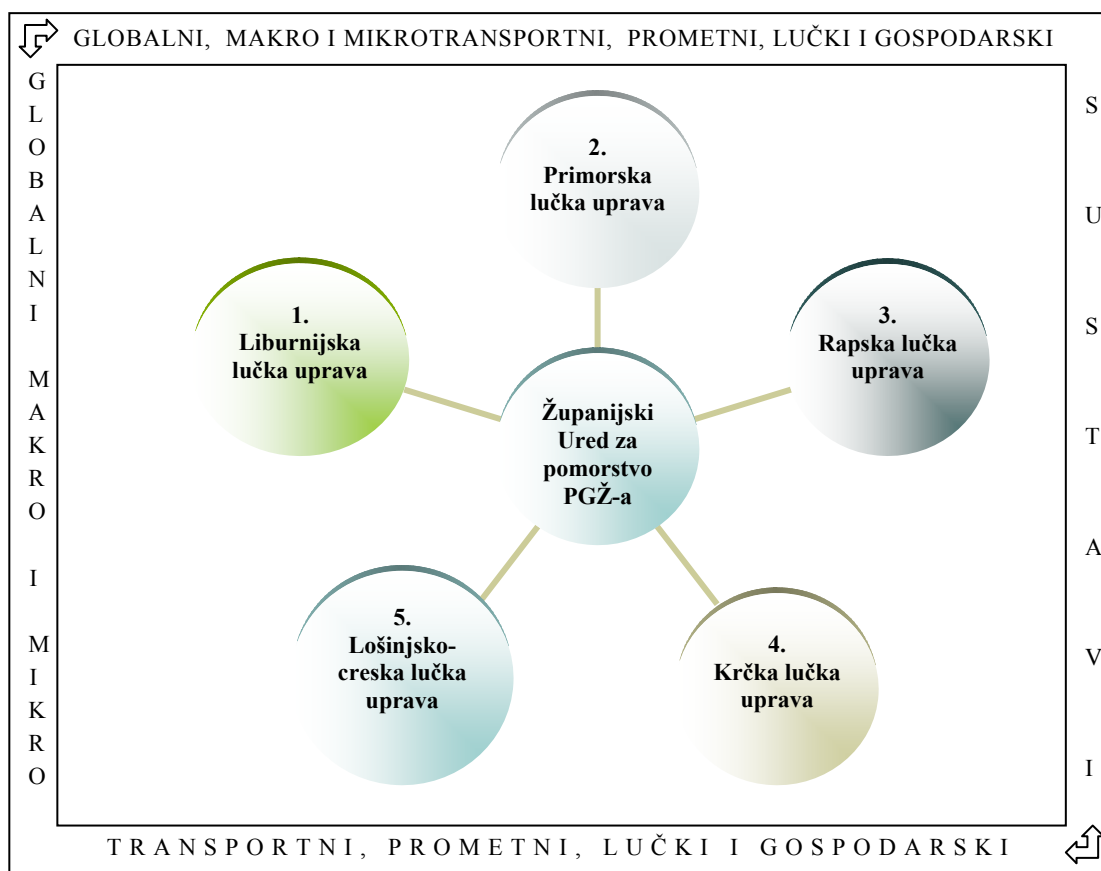 GLOBALNI, MAKRO I MIKROTRANSPORTNI, PROMETNI, LUČKI I GOSPODARSKI
SUSTAVI
GLOBALNI MAKRO I MIKRO
TRANSPORTNI, PROMETNI, LUČKI I GOSPODARSKI
1.
Liburnijska
lučka uprava
2.
Primorska
lučka uprava
3.
Rapska lučka
uprava
Županijski
Ured za
pomorstvo
PGŽ-a
4.
Krčka lučka
uprava
5.
Lošinjsko-
creska lučka
uprava